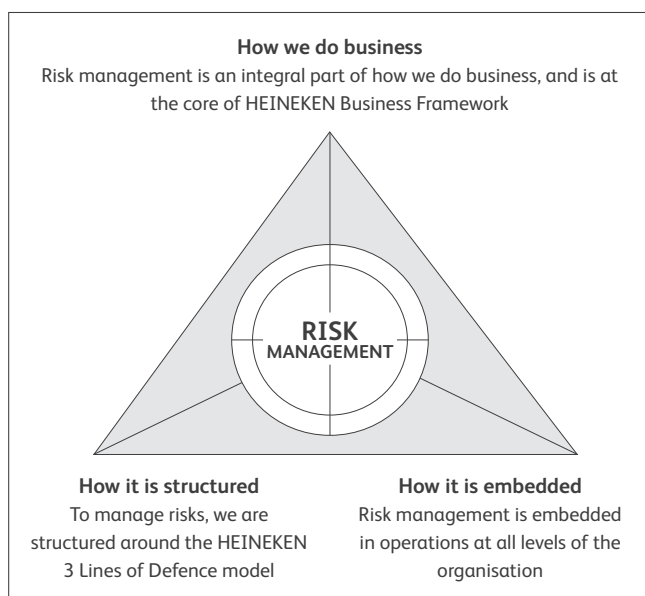 How we do business
Risk management is an integral part of how we do business, and is at
the core of HEINEKEN Business Framework
RISK
MANAGEMENT
How it is structured
To manage risks, we are
structured around the HEINEKEN
3 Lines of Defence model
How it is embedded
Risk management is embedded
in operations at all levels of the
organisation